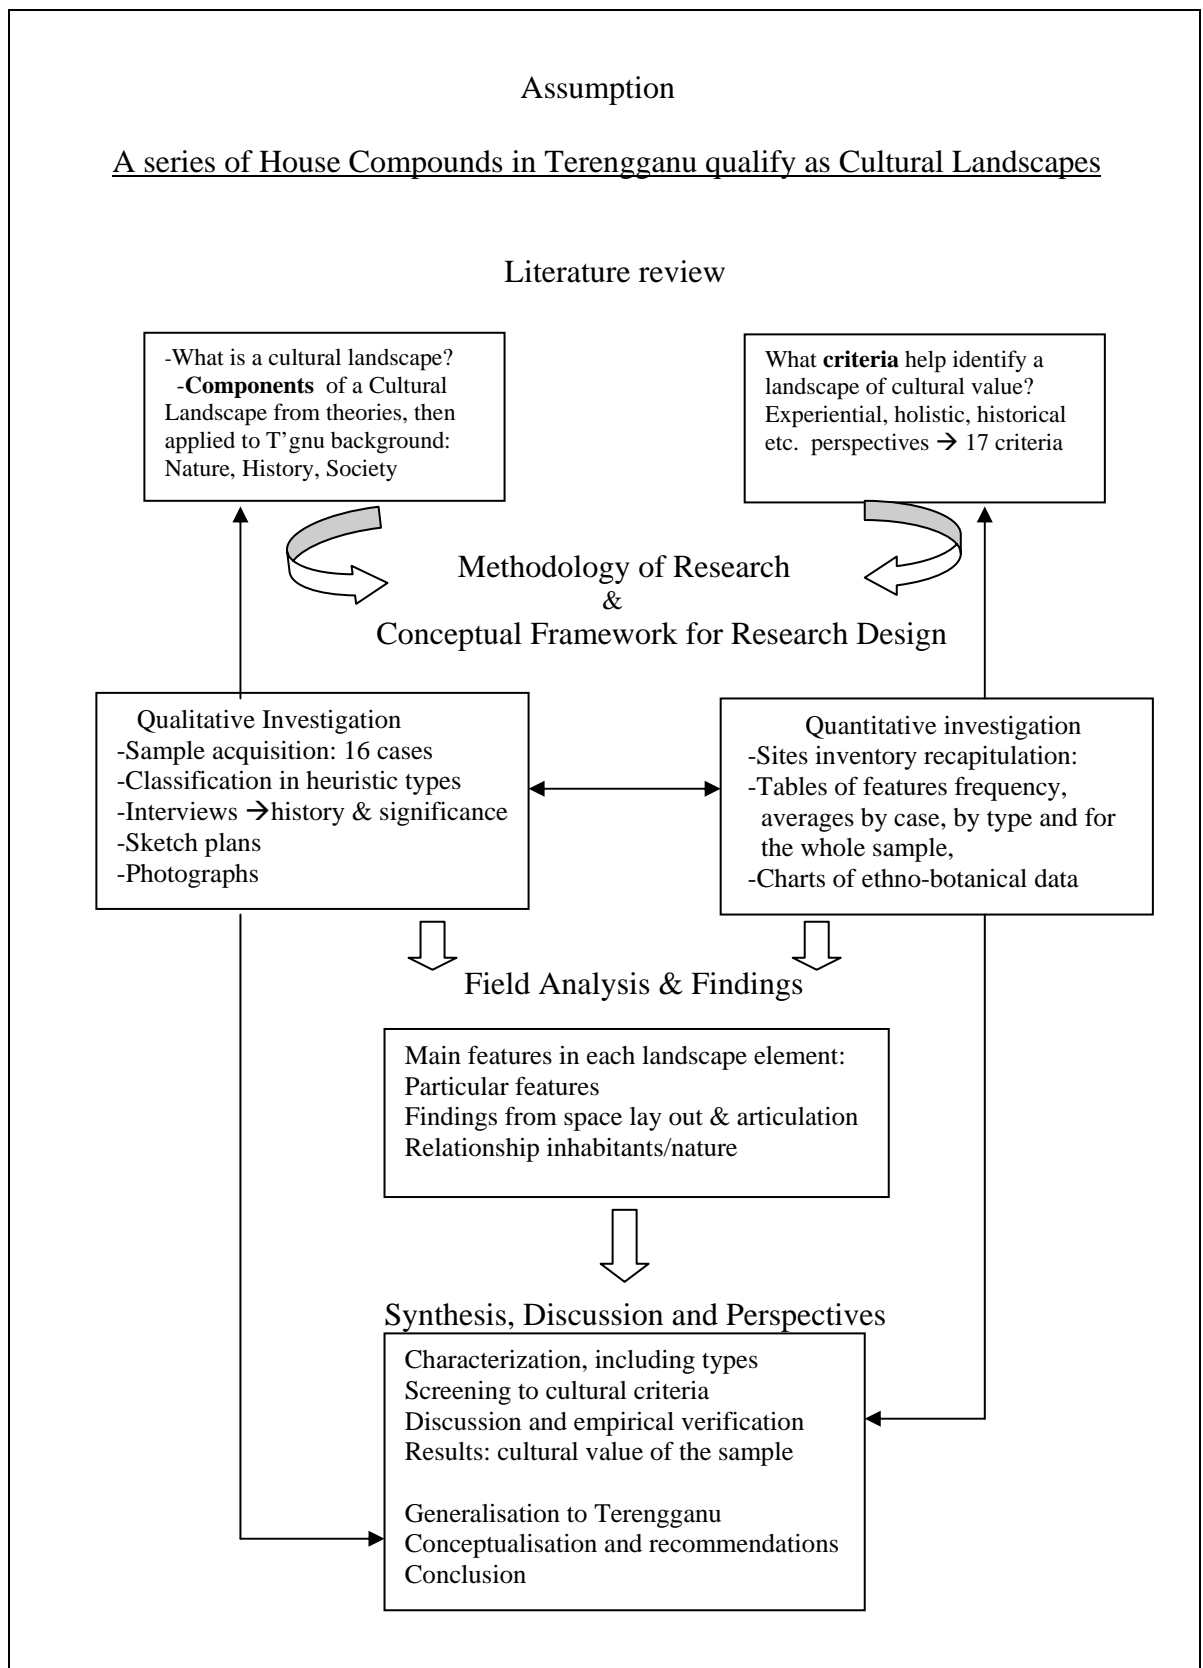 Assumption
A series of House Compounds in Terengganu qualify as Cultural Landscapes
Literature review
-What is a cultural landscape?
-Components of a Cultural
Landscape from theories, then
applied to T'gnu background:
Nature, History, Society
What criteria help identify a
landscape of cultural value?
Experiential, holistic, historical
etc. perspectives → 17 criteria
Methodology of Research
&
Conceptual Framework for Research Design
Qualitative Investigation
-Sample acquisition: 16 cases
-Classification in heuristic types
-Interviews →history & significance
-Sketch plans
-Photographs
Quantitative investigation
-Sites inventory recapitulation:
-Tables of features frequency,
averages by case, by type and for
the whole sample,
-Charts of ethno-botanical data
Field Analysis & Findings
Main features in each landscape element:
Particular features
Findings from space lay out & articulation
Relationship inhabitants/nature
Synthesis, Discussion and Perspectives
Characterization, including types
Screening to cultural criteria
Discussion and empirical verification
Results: cultural value of the sample
Generalisation to Terengganu
Conceptualisation and recommendations
Conclusion